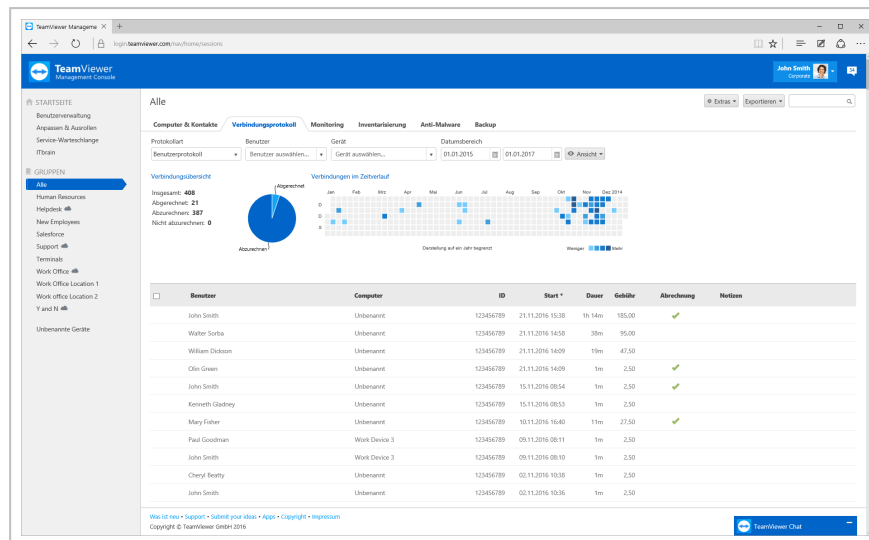 TeamViewer Manageme
login.teamviewer.com/nav/home/sessions
TeamViewer
Management Console
John Smith
Corporate
34
STARTSEITE
Benutzerverwaltung
Anpassen & Ausrollen
Service-Warteschlange
ITbrain
GRUPPEN
Alle
Human Resources
Helpdesk
New Employees
Salesforce
Support
Terminals
Work Office
Work Office Location 1
Work office Location 2
Y and N
Unbenannte Geräte
Alle
Extras
Exportieren
Computer & Kontakte Verbindungsprotokoll Monitoring Inventarisierung Anti-Malware Backup
Protokollart Benutzer Gerät Datumsbereich
Benutzerprotokoll Benutzer auswählen... Gerät auswählen... 01.01.2015 01.01.2017 Ansicht
Verbindungsübersicht
Insgesamt: 408
Abgerechnet: 21
Abzurechnen: 387
Nicht abzurechnen: 0
Abgerechnet
Abzurechnen
Verbindungen im Zeitverlauf
Jan Feb Mrz Apr Mai Jun Jul Aug Sep Okt Nov Dez 2014
D
D
S
Darstellung auf ein Jahr begrenzt
Weniger Mehr
Benutzer Computer ID Start Dauer Gebühr Abrechnung Notizen
John Smith Unbenannt 123456789 21.11.2016 15:38 1h 14m 185,00
Walter Sorba Unbenannt 123456789 21.11.2016 14:58 38m 95,00
William Dickson Unbenannt 123456789 21.11.2016 14:09 19m 47,50
Olin Green Unbenannt 123456789 21.11.2016 14:09 1m 2,50
John Smith Unbenannt 123456789 15.11.2016 08:54 1m 2,50
Kenneth Gladney Unbenannt 123456789 15.11.2016 08:53 1m 2,50
Mary Fisher Unbenannt 123456789 10.11.2016 16:40 11m 27,50
Paul Goodman Work Device 3 123456789 09.11.2016 08:11 1m 2,50
John Smith Work Device 3 123456789 09.11.2016 08:10 1m 2,50
Cheryl Beatty Unbenannt 123456789 02.11.2016 10:38 1m 2,50
John Smith Unbenannt 123456789 02.11.2016 10:36 1m 2,50
Was ist neu • Support • Submit your ideas • Apps • Copyright • Impressum
Copyright © TeamViewer GmbH 2016
TeamViewer Chat